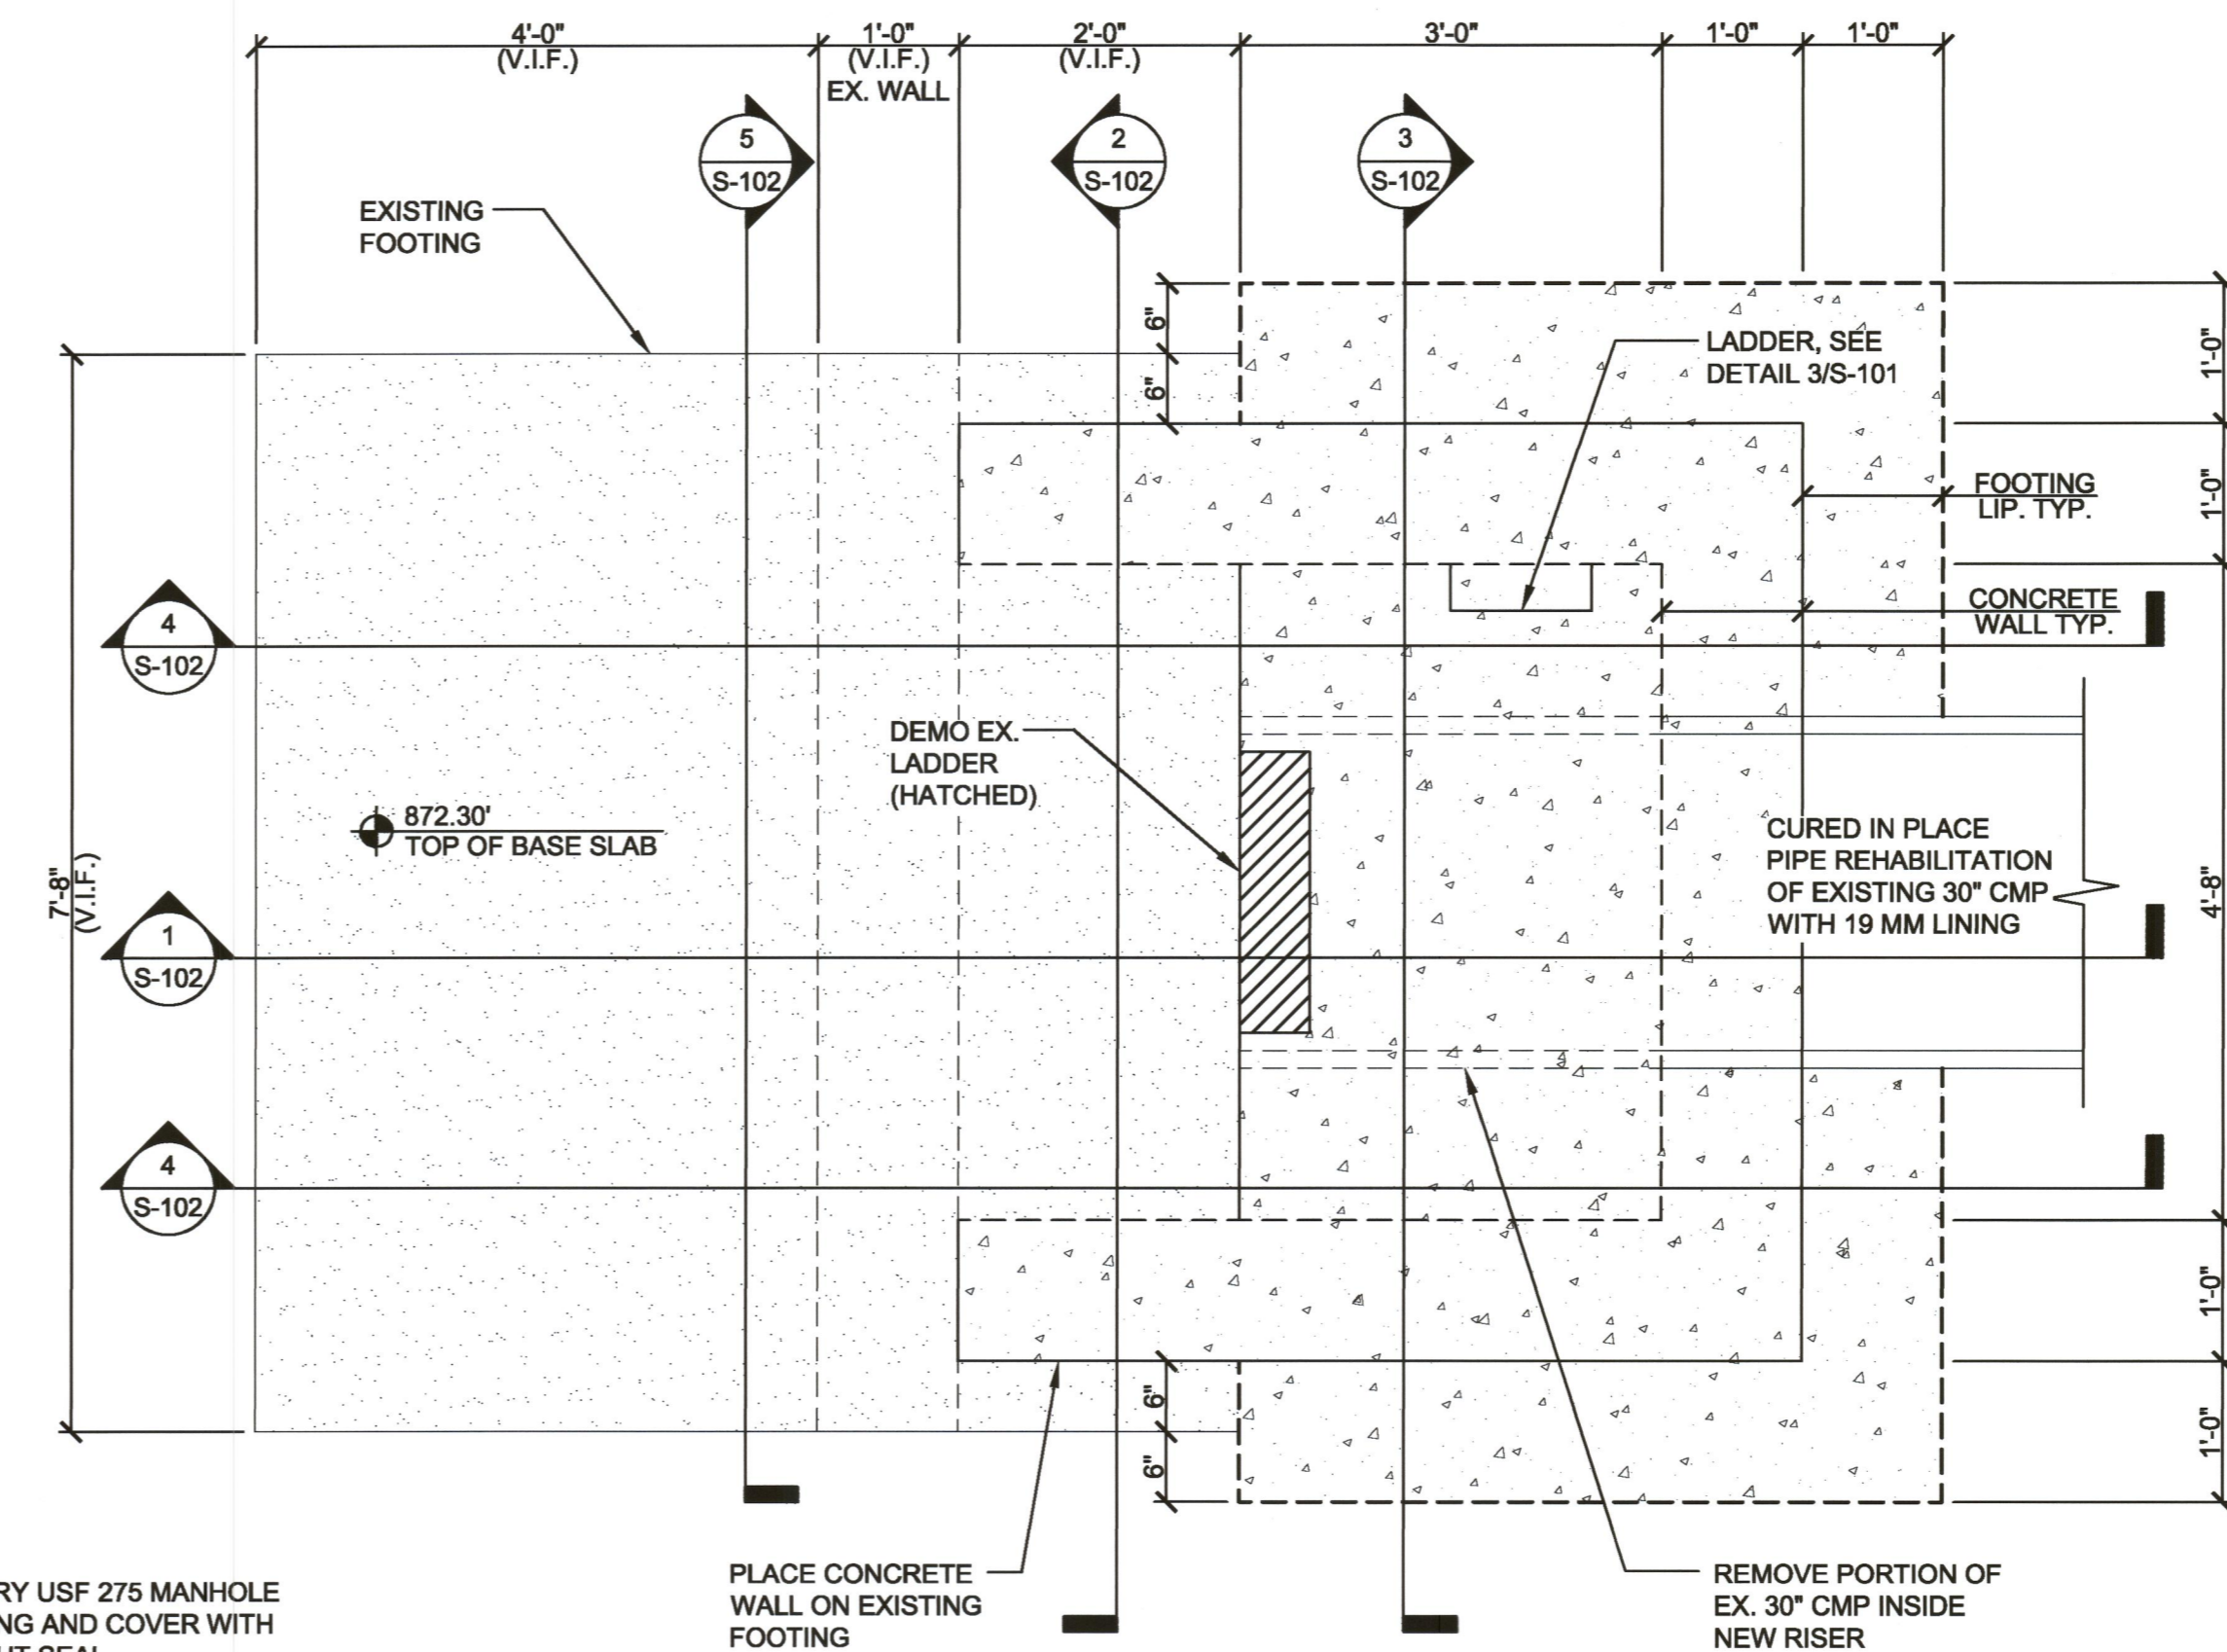 4'-0"
(V.I.F.)
1'-0"
(V.I.F.)
EX. WALL
2'-0"
(V.I.F.)
3'-0"
1'-0"
1'-0"
5
S-102
2
S-102
3
S-102
EXISTING
FOOTING
6"
6"
LADDER, SEE
DETAIL 3/S-101
1'-0"
1'-0"
FOOTING
LIP. TYP.
CONCRETE
WALL TYP.
4
S-102
DEMO EX.
LADDER
(HATCHED)
872.30'
TOP OF BASE SLAB
7'-8"
(V.I.F.)
CURED IN PLACE
PIPE REHABILITATION
OF EXISTING 30" CMP
WITH 19 MM LINING
4'-8"
1
S-102
4
S-102
1'-0"
6"
6"
1'-0"
PLACE CONCRETE
WALL ON EXISTING
FOOTING
REMOVE PORTION OF
EX. 30" CMP INSIDE
NEW RISER
USF 275 MANHOLE
AND COVER WITH